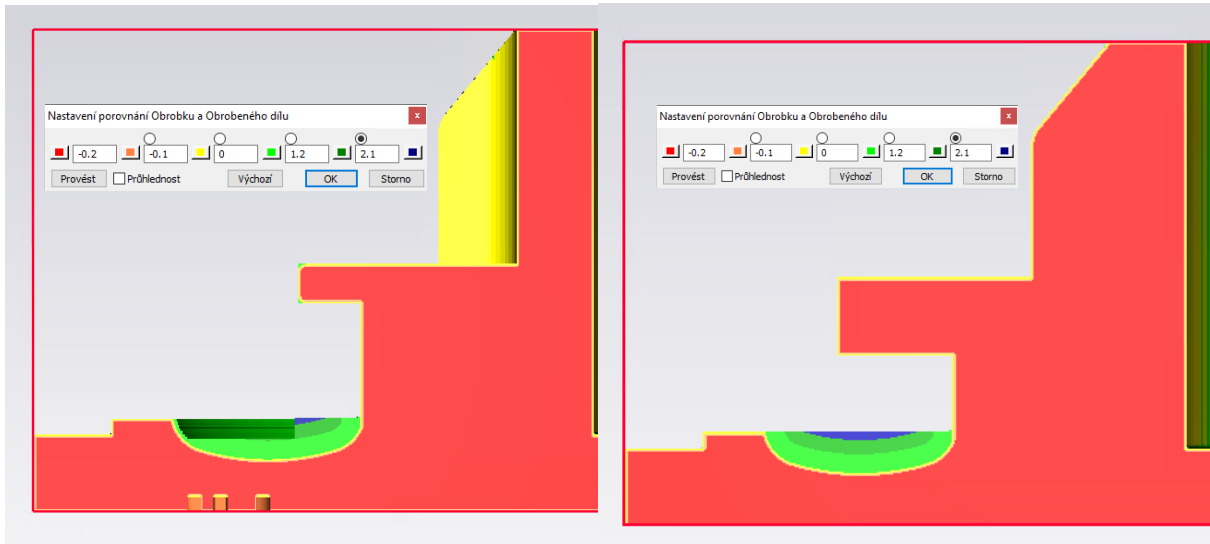 Nastavení porovnání Obrobku a Obrobeného dílu
x
-0.2 -0.1 0 1.2 2.1
Provést Průhlednost Výchozí OK Storno
Nastavení porovnání Obrobku a Obrobeného dílu
x
-0.2 -0.1 0 1.2 2.1
Provést Průhlednost Výchozí OK Storno